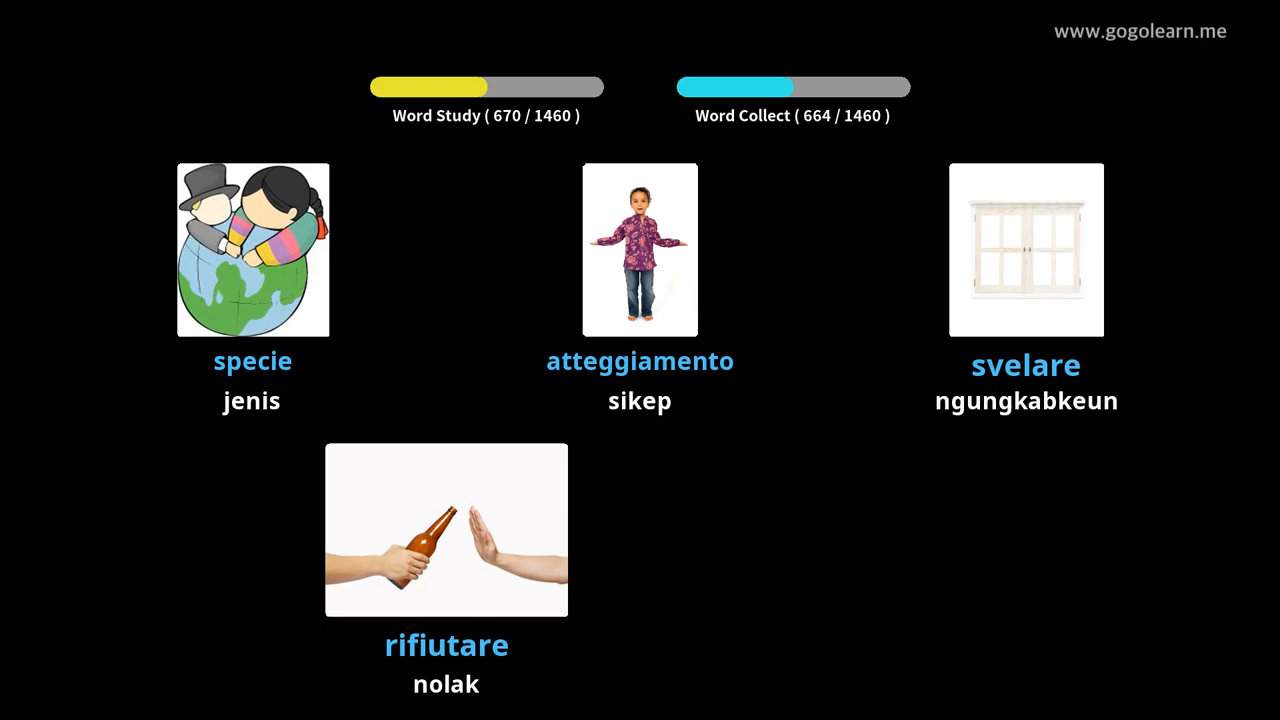 www.gogolearn.me
Word Study ( 670 / 1460 )
Word Collect ( 664 / 1460 )
specie
jenis
atteggiamento
sikep
svelare
ngungkabkeun
rifiutare
nolak